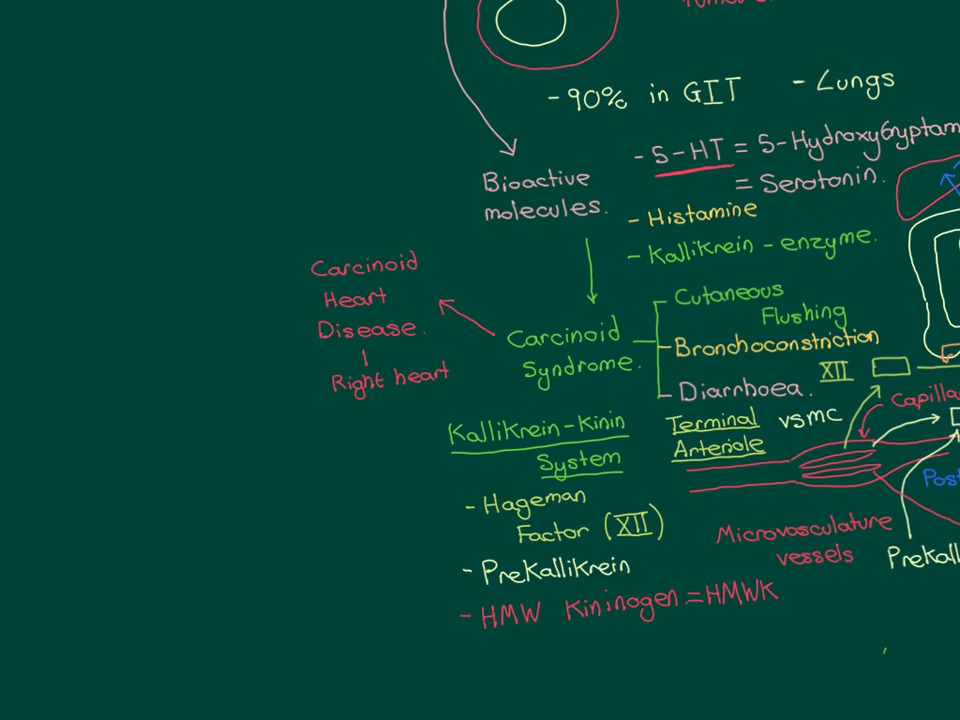 - 90% in GIT - Lungs
Bioactive
molecules.
- 5-HT = 5-Hydroxytryptam
= Serotonin.
- Histamine
- Kallikrein - enzyme.
Carcinoid
Heart
Disease.
Right heart
Carcinoid
Syndrome.
Cutaneous
Flushing
Bronchoconstriction
Diarrhoea.
XII
Capilla
Kallikrein-Kinin
System
Terminal
Arteriole
vsmc
- Hageman
Factor (XII)
- Prekallikrein
- HMW Kininogen = HMWK
Microvasculature
vessels
Post
Prekall